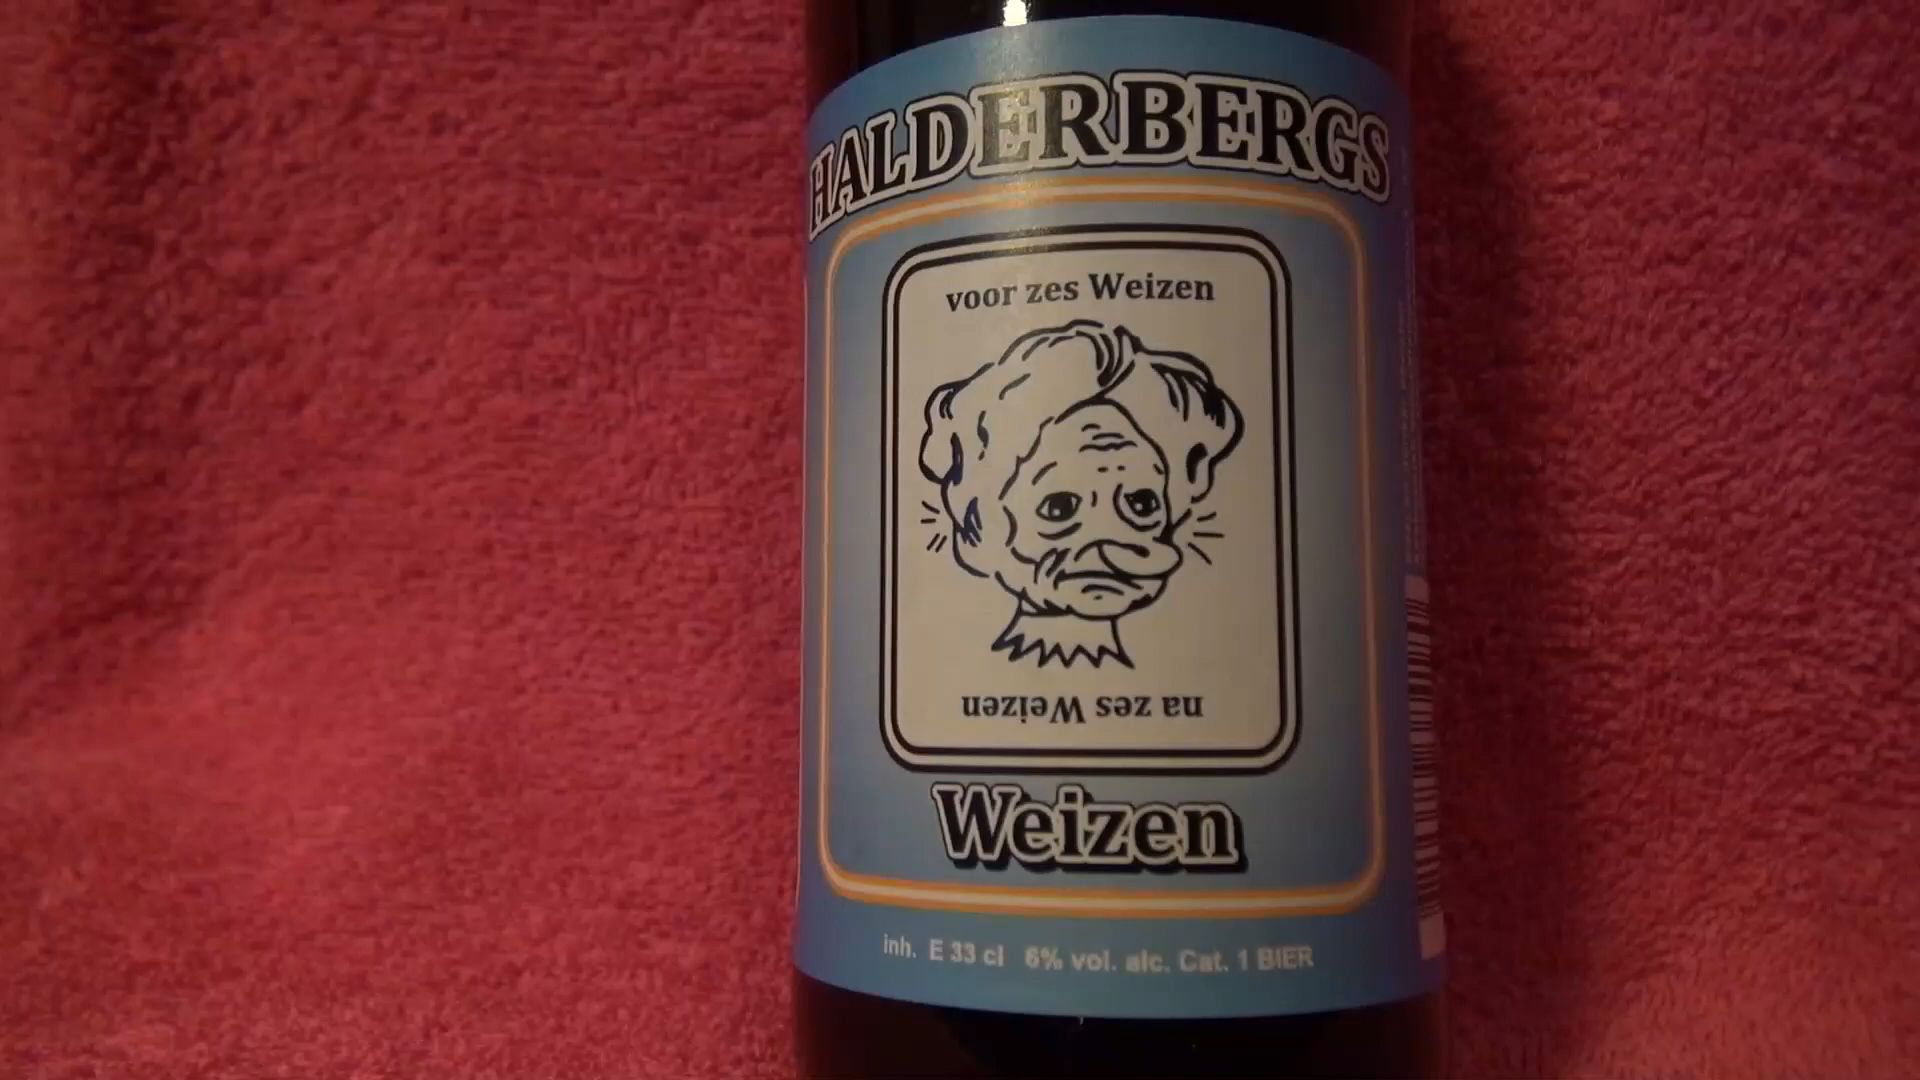 HALDERBERGS
voor zes Weizen
na zes Weizen
Weizen
inh. E 33 cl 6% vol. alc. Cat. 1 BIER